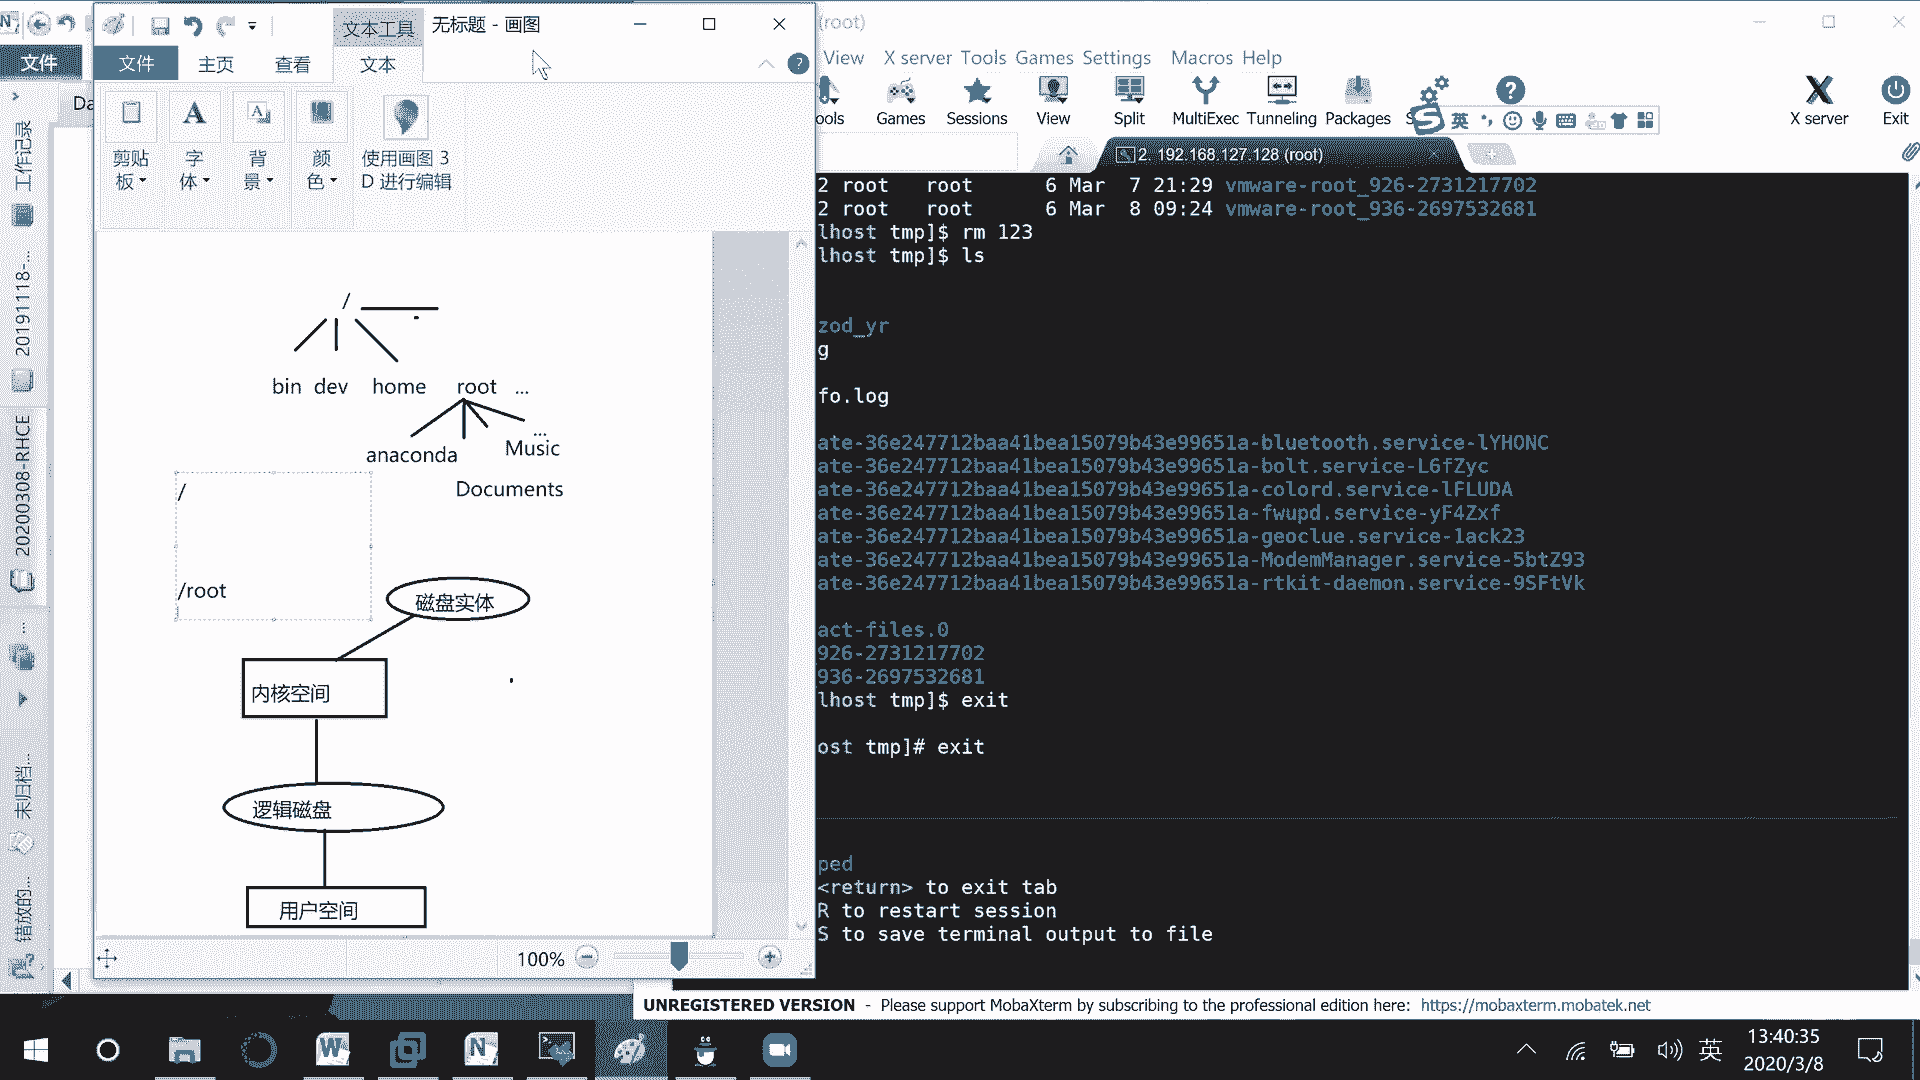 无标题 - 画图
文本工具
文件
主页
查看
文本
剪贴板
字体
背景
颜色
使用画图 3D 进行编辑
/
bin dev home root ...
...
anaconda
Music
Documents
/
/root
磁盘实体
内核空间
逻辑磁盘
用户空间
100%
文件
Da
工作记录
20191118-...
20200308-RHCE
...
未归档...
错放的...
(root)
View X server Tools Games Settings Macros Help
ools Games Sessions View Split MultiExec Tunneling Packages S
英
X server Exit
2. 192.168.127.128 (root)
2 root root 6 Mar 7 21:29 vmware-root_926-2731217702
2 root root 6 Mar 8 09:24 vmware-root_936-2697532681
lhost tmp]$ rm 123
lhost tmp]$ ls
zod_yr
g
fo.log
ate-36e247712baa41bea15079b43e99651a-bluetooth.service-lYHONC
ate-36e247712baa41bea15079b43e99651a-bolt.service-L6fZyc
ate-36e247712baa41bea15079b43e99651a-colord.service-lFLUDA
ate-36e247712baa41bea15079b43e99651a-fwupd.service-yF4Zxf
ate-36e247712baa41bea15079b43e99651a-geoclue.service-1ack23
ate-36e247712baa41bea15079b43e99651a-ModemManager.service-5btZ93
ate-36e247712baa41bea15079b43e99651a-rtkit-daemon.service-9SFtVk
act-files.0
926-2731217702
936-2697532681
lhost tmp]$ exit
ost tmp]# exit
ped
<return> to exit tab
R to restart session
S to save terminal output to file
UNREGISTERED VERSION - Please support MobaXterm by subscribing to the professional edition here: https://mobaxterm.mobatek.net
英
13:40:35
2020/3/8